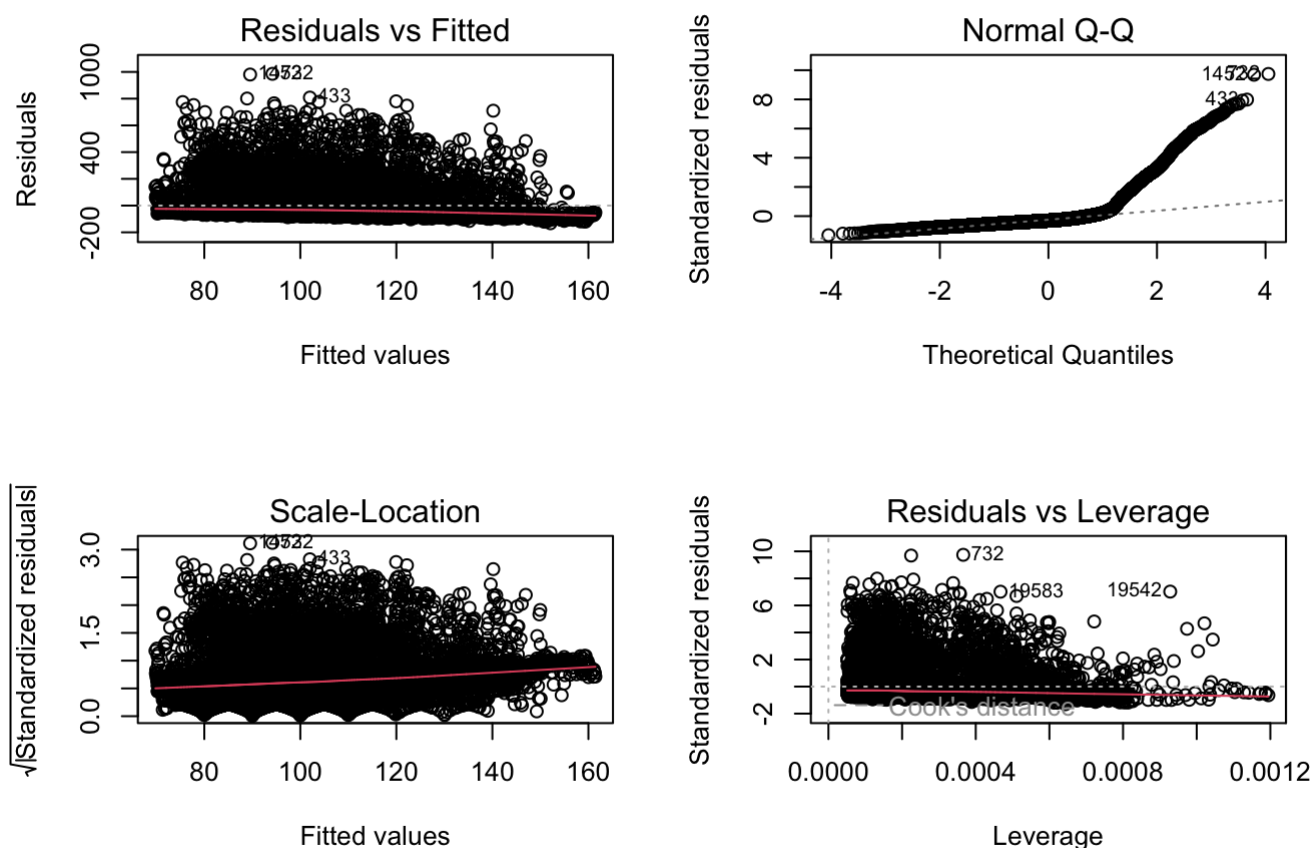 Residuals vs Fitted
Residuals
1000
400
-200
433
80 100 120 140 160
Fitted values
Normal Q-Q
Standardized residuals
8
4
0
433
-4 -2 0 2 4
Theoretical Quantiles
Scale-Location
√|Standardized residuals|
3.0
1.5
0.0
433
80 100 120 140 160
Fitted values
Residuals vs Leverage
Standardized residuals
10
6
2
-2
732
19583
19542
Cook's distance
0.0000 0.0004 0.0008 0.0012
Leverage